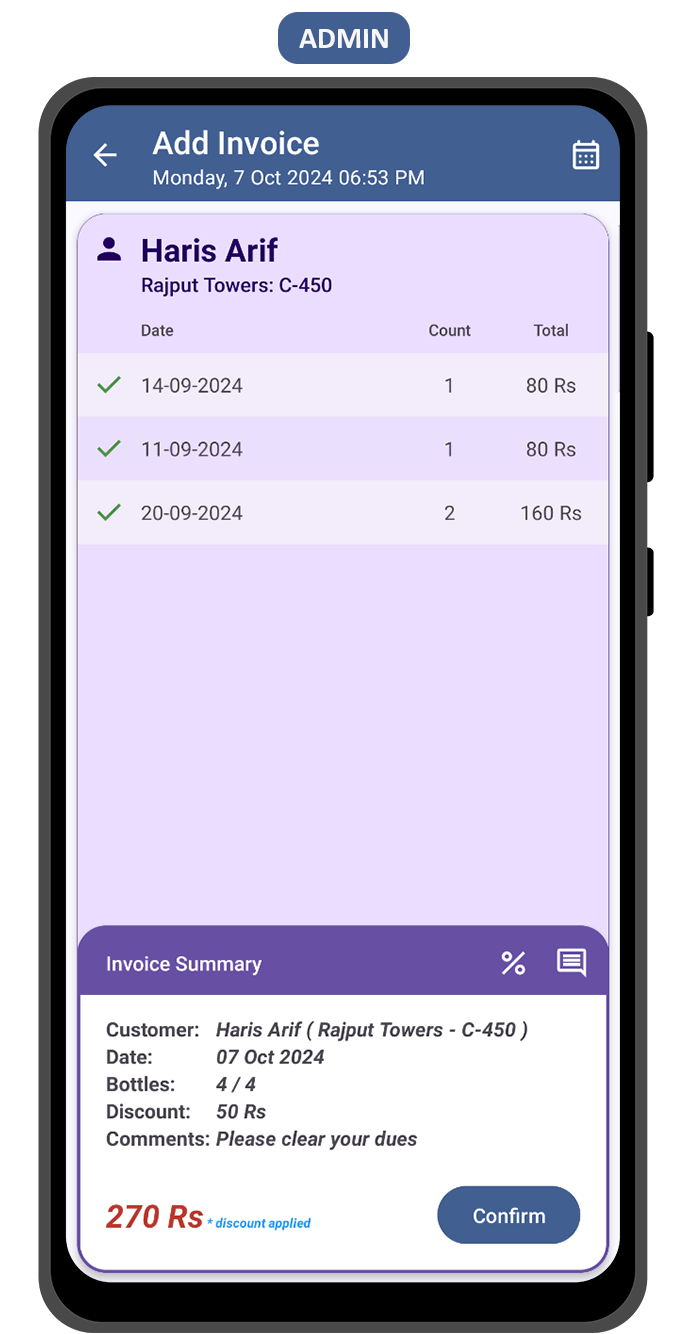 ADMIN
Add Invoice
Monday, 7 Oct 2024 06:53 PM
Haris Arif
Rajput Towers: C-450
Date Count Total
14-09-2024 1 80 Rs
11-09-2024 1 80 Rs
20-09-2024 2 160 Rs
Invoice Summary
Customer: Haris Arif ( Rajput Towers - C-450 )
Date: 07 Oct 2024
Bottles: 4 / 4
Discount: 50 Rs
Comments: Please clear your dues
270 Rs * discount applied
Confirm